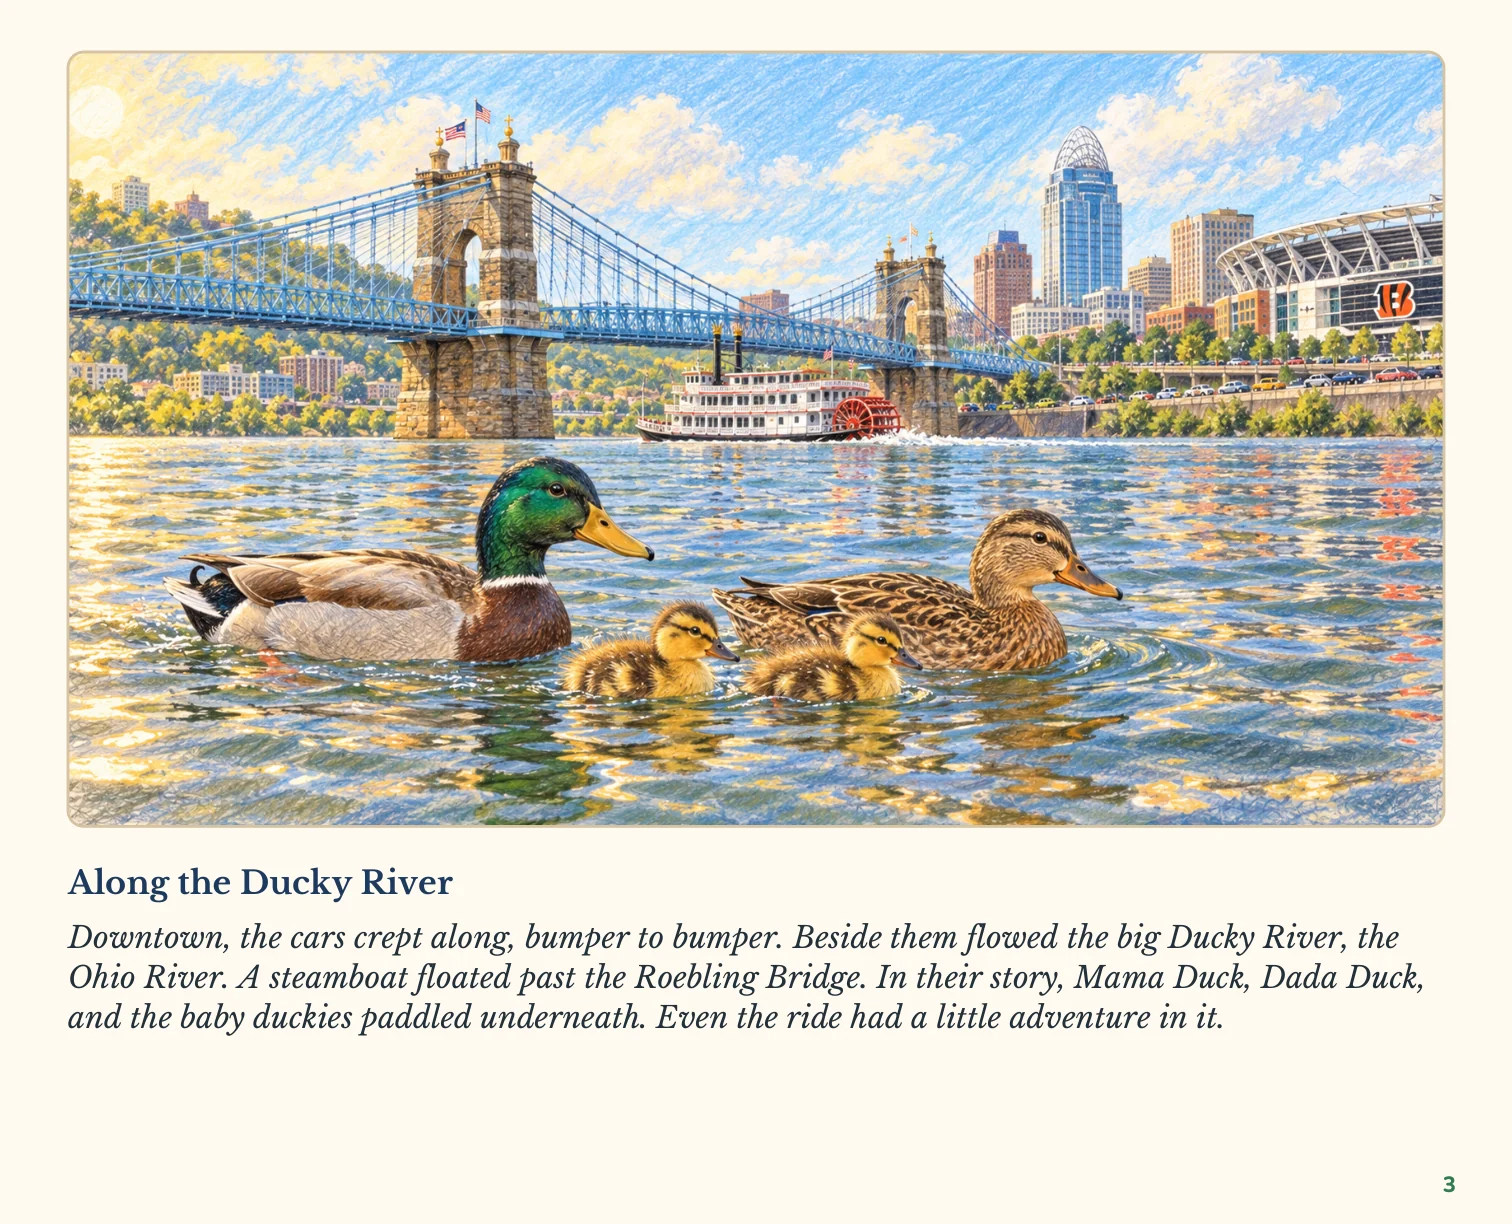 Along the Ducky River
Downtown, the cars crept along, bumper to bumper. Beside them flowed the big Ducky River, the
Ohio River. A steamboat floated past the Roebling Bridge. In their story, Mama Duck, Dada Duck,
and the baby duckies paddled underneath. Even the ride had a little adventure in it.
3